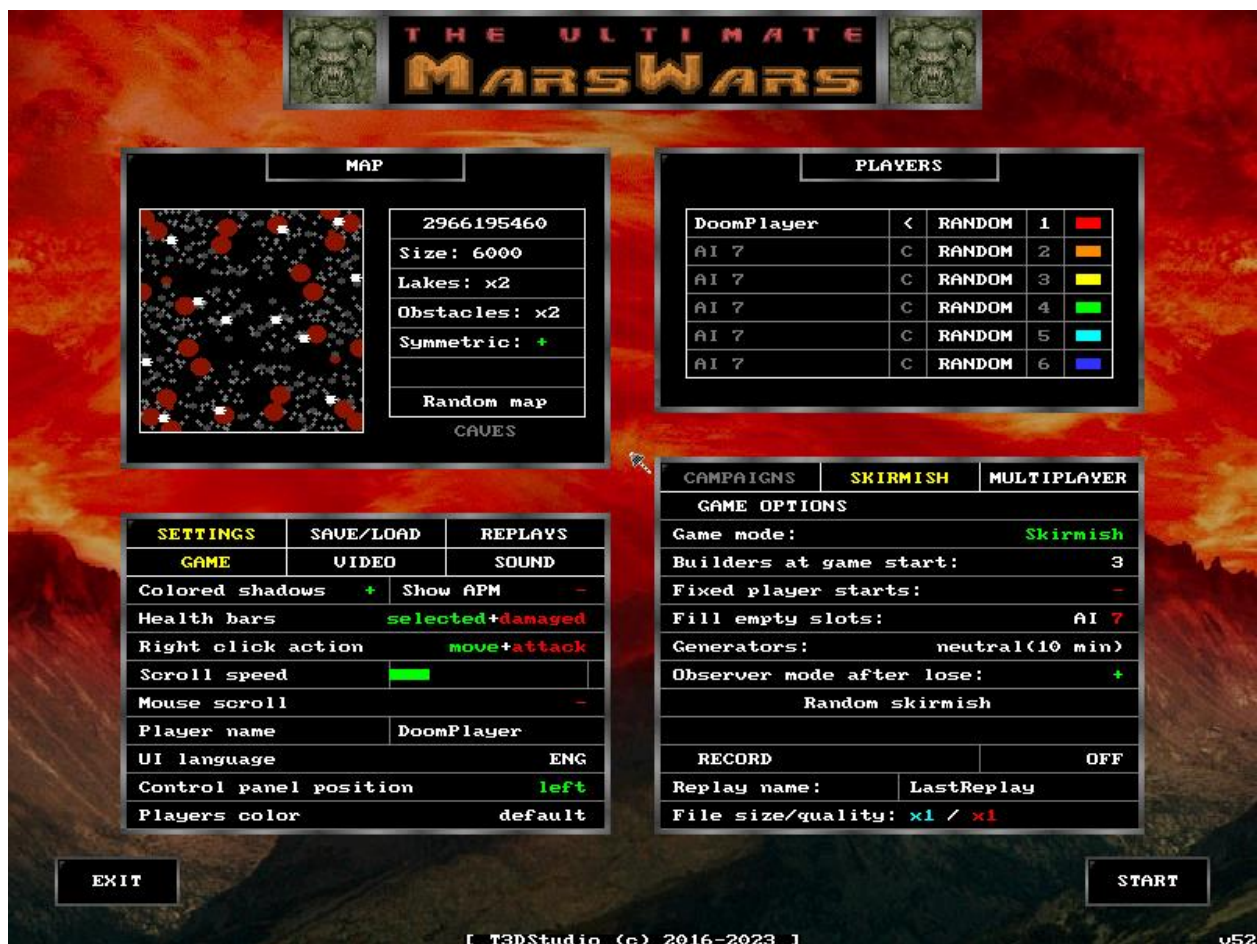 THE ULTIMATE
MARSWARS
MAP
2966195460
Size: 6000
Lakes: x2
Obstacles: x2
Symmetric: +
Random map
CAVES
PLAYERS
DoomPlayer < RANDOM 1
AI 7 C RANDOM 2
AI 7 C RANDOM 3
AI 7 C RANDOM 4
AI 7 C RANDOM 5
AI 7 C RANDOM 6
SETTINGS SAVE/LOAD REPLAYS
GAME VIDEO SOUND
Colored shadows + Show APM -
Health bars selected+damaged
Right click action move+attack
Scroll speed
Mouse scroll -
Player name DoomPlayer
UI language ENG
Control panel position left
Players color default
CAMPAIGNS SKIRMISH MULTIPLAYER
GAME OPTIONS
Game mode: Skirmish
Builders at game start: 3
Fixed player starts: -
Fill empty slots: AI 7
Generators: neutral(10 min)
Observer mode after lose: +
Random skirmish
RECORD OFF
Replay name: LastReplay
File size/quality: x1 / x1
EXIT
START
[ T3DStudio (c) 2016-2023 ]
v52